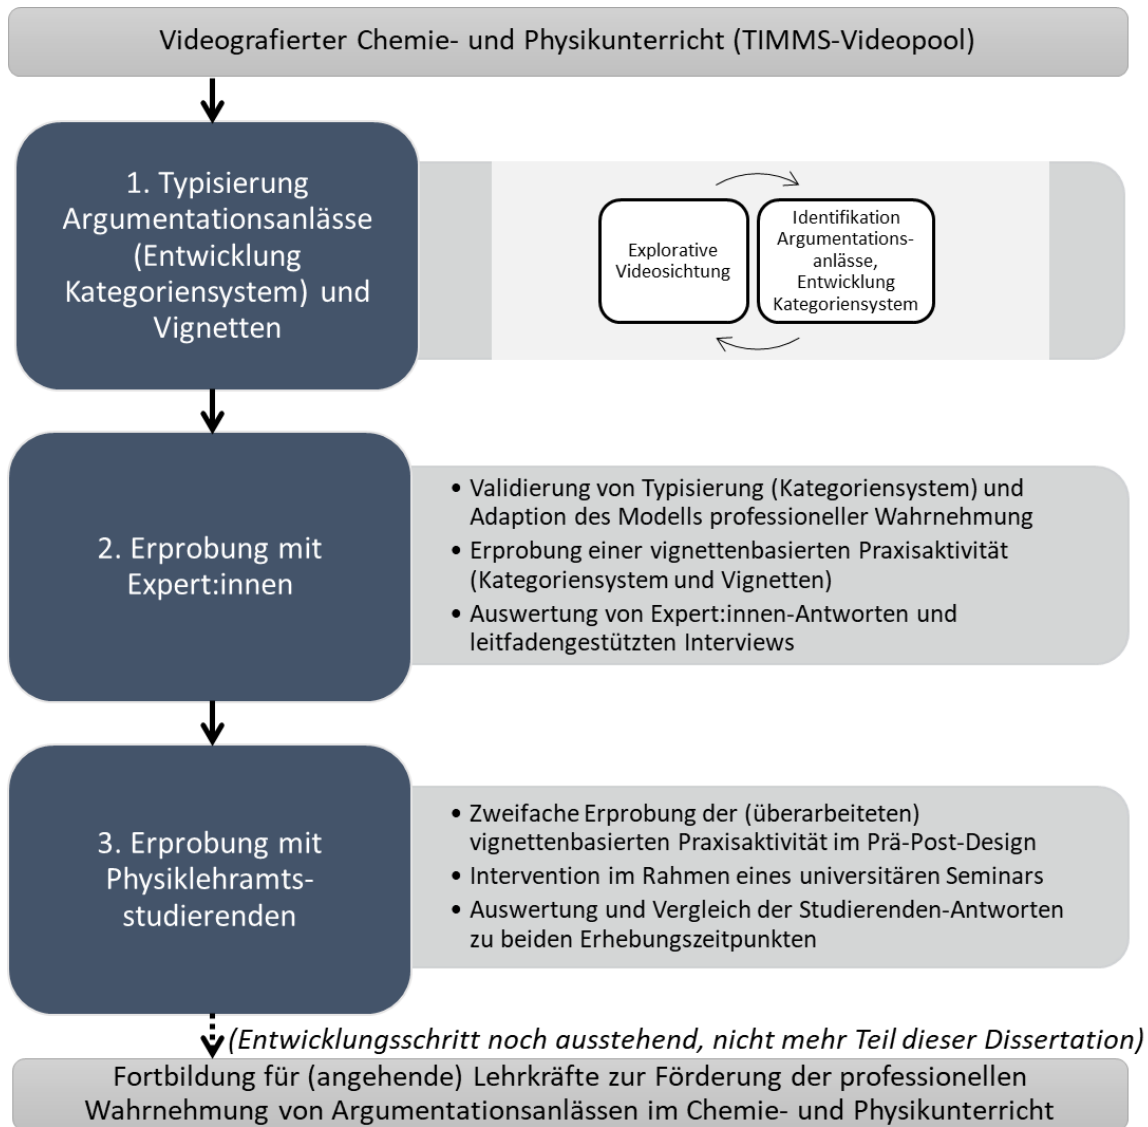 Videografierter Chemie- und Physikunterricht (TIMMS-Videopool)
1. Typisierung
Argumentationsanlässe
(Entwicklung
Kategoriensystem) und
Vignetten
Explorative
Videosichtung
Identifikation
Argumentations-
anlässe,
Entwicklung
Kategoriensystem
2. Erprobung mit
Expert:innen
• Validierung von Typisierung (Kategoriensystem) und
Adaption des Modells professioneller Wahrnehmung
• Erprobung einer vignettenbasierten Praxisaktivität
(Kategoriensystem und Vignetten)
• Auswertung von Expert:innen-Antworten und
leitfadengestützten Interviews
3. Erprobung mit
Physiklehramts-
studierenden
• Zweifache Erprobung der (überarbeiteten)
vignettenbasierten Praxisaktivität im Prä-Post-Design
• Intervention im Rahmen eines universitären Seminars
• Auswertung und Vergleich der Studierenden-Antworten
zu beiden Erhebungszeitpunkten
(Entwicklungsschritt noch ausstehend, nicht mehr Teil dieser Dissertation)
Fortbildung für (angehende) Lehrkräfte zur Förderung der professionellen
Wahrnehmung von Argumentationsanlässen im Chemie- und Physikunterricht